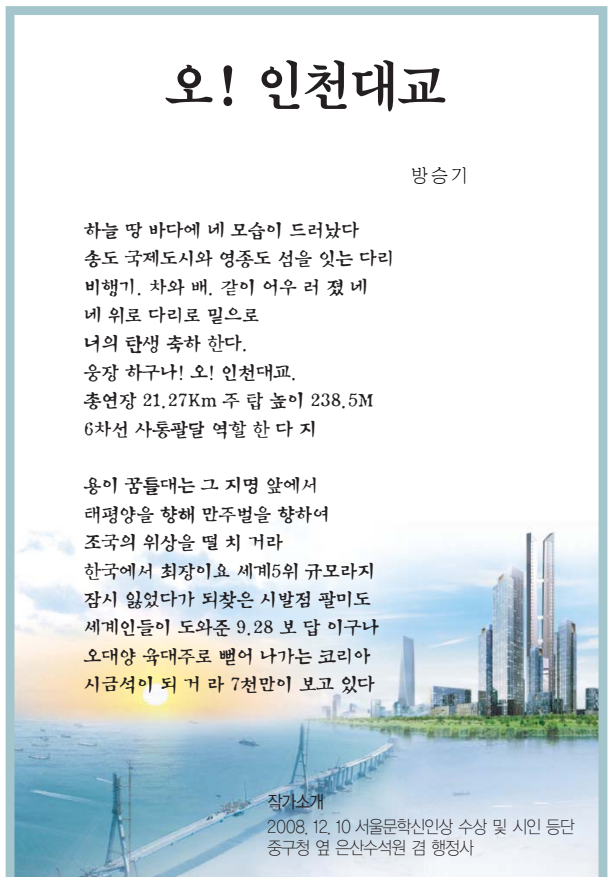 오! 인천대교
방승기
하늘 땅 바다에 네 모습이 드러났다
송도 국제도시와 영종도 섬을 잇는 다리
비행기. 차와 배. 같이 어우 러 졌 네
네 위로 다리로 밑으로
너의 탄생 축하 한다.
웅장 하구나! 오! 인천대교.
총연장 21.27Km 주 탑 높이 238.5M
6차선 사통팔달 역할 한 다 지
용이 꿈틀대는 그 지명 앞에서
태평양을 향해 만주벌을 향하여
조국의 위상을 떨 치 거라
한국에서 최장이요 세계5위 규모라지
잠시 잃었다가 되찾은 시발점 팔미도
세계인들이 도와준 9.28 보 답 이구나
오대양 육대주로 뻗어 나가는 코리아
시금석이 되 거 라 7천만이 보고 있다
작가소개
2008. 12. 10 서울문학신인상 수상 및 시인 등단
중구청 옆 은산수석원 겸 행정사